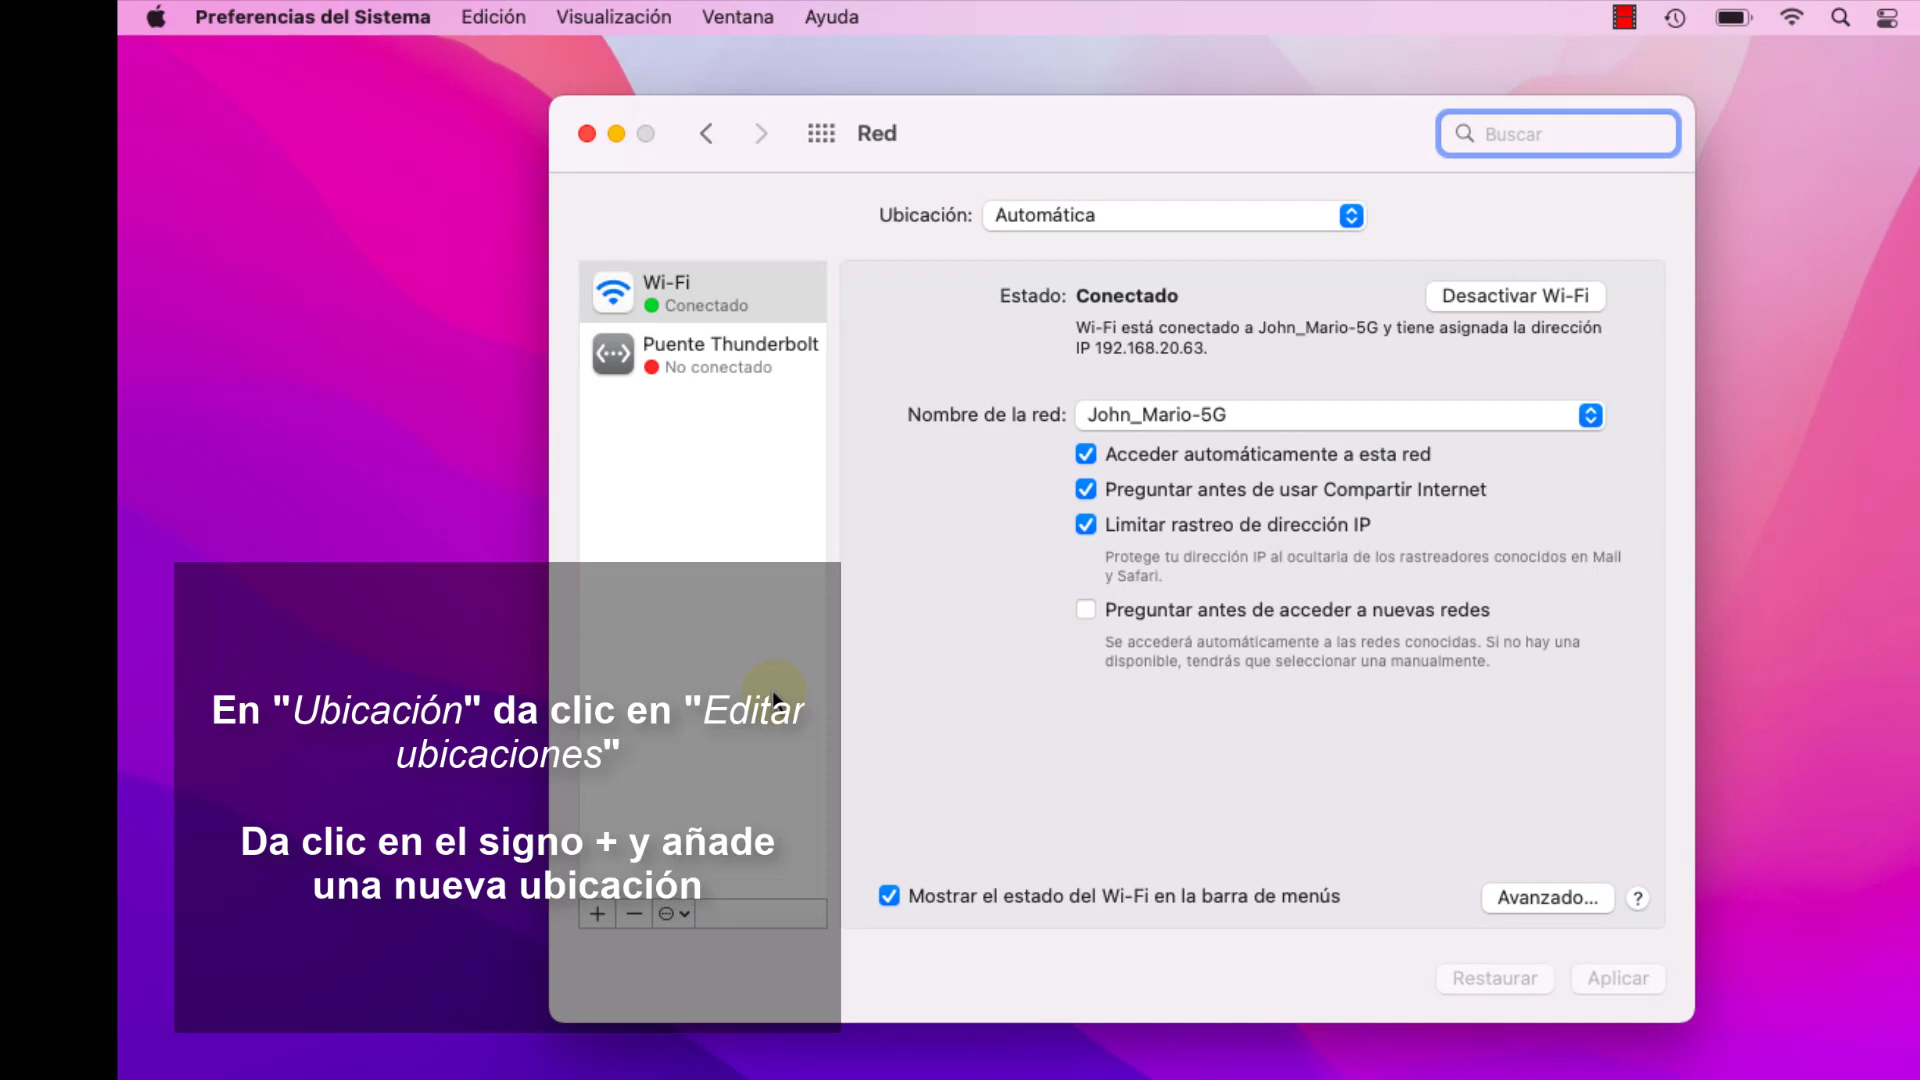 Preferencias del Sistema Edición Visualización Ventana Ayuda
Red
Buscar
Ubicación: Automática
Wi-Fi
Conectado
Puente Thunderbolt
No conectado
Estado: Conectado
Desactivar Wi-Fi
Wi-Fi está conectado a John_Mario-5G y tiene asignada la dirección
IP 192.168.20.63.
Nombre de la red: John_Mario-5G
Acceder automáticamente a esta red
Preguntar antes de usar Compartir Internet
Limitar rastreo de dirección IP
Protege tu dirección IP al ocultarla de los rastreadores conocidos en Mail
y Safari.
Preguntar antes de acceder a nuevas redes
Se accederá automáticamente a las redes conocidas. Si no hay una
disponible, tendrás que seleccionar una manualmente.
En "Ubicación" da clic en "Editar
ubicaciones"
Da clic en el signo + y añade
una nueva ubicación
Mostrar el estado del Wi-Fi en la barra de menús
Avanzado... ?
Restaurar Aplicar